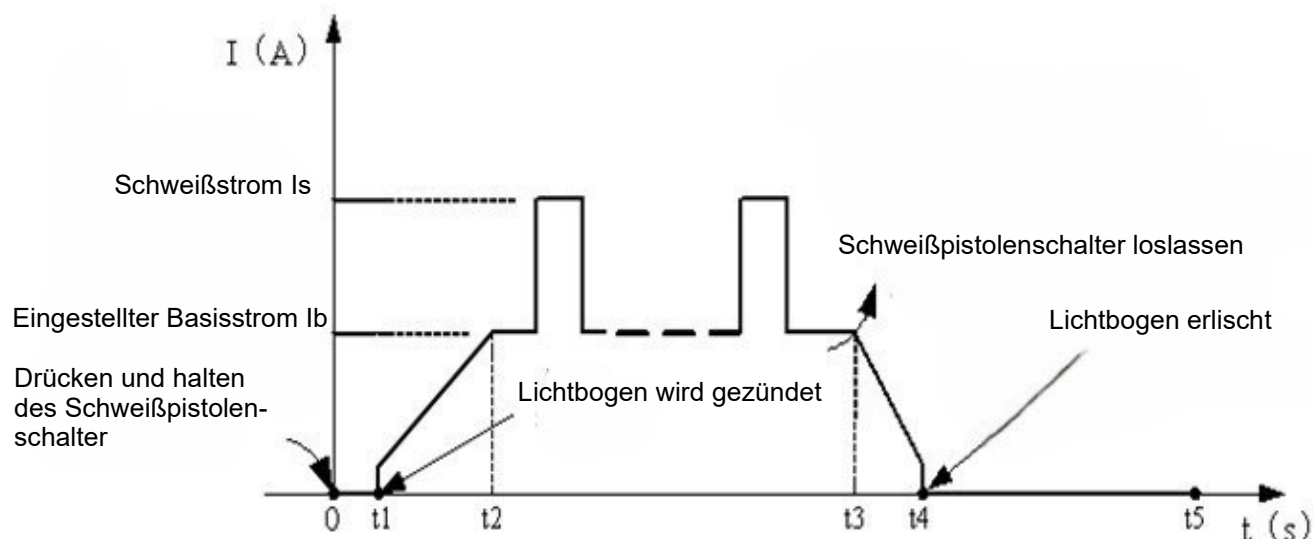 I (A)
Schweißstrom Is
Schweißpistolenschalter loslassen
Eingestellter Basisstrom Ib
Lichtbogen erlischt
Drücken und halten
des Schweißpistolen-
schalter
Lichtbogen wird gezündet
0 t1 t2 t3 t4 t5 t (s)